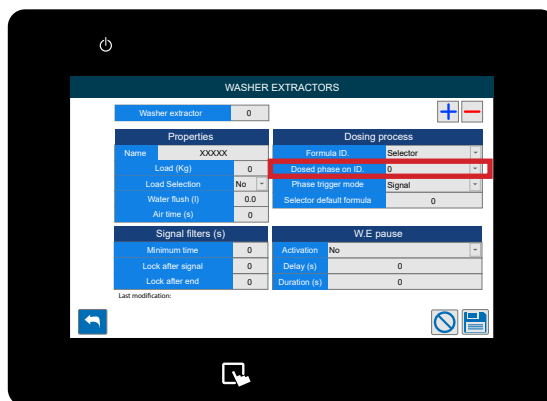 WASHER EXTRACTORS
Washer extractor 0
Properties
Name XXXXX
Load (Kg) 0
Load Selection No
Water flush (l) 0.0
Air time (s) 0
Dosing process
Formula ID. Selector
Dosed phase on ID. 0
Phase trigger mode Signal
Selector default formula 0
Signal filters (s)
Minimum time 0
Lock after signal 0
Lock after end 0
W.E pause
Activation No
Delay (s) 0
Duration (s) 0
Last modification: